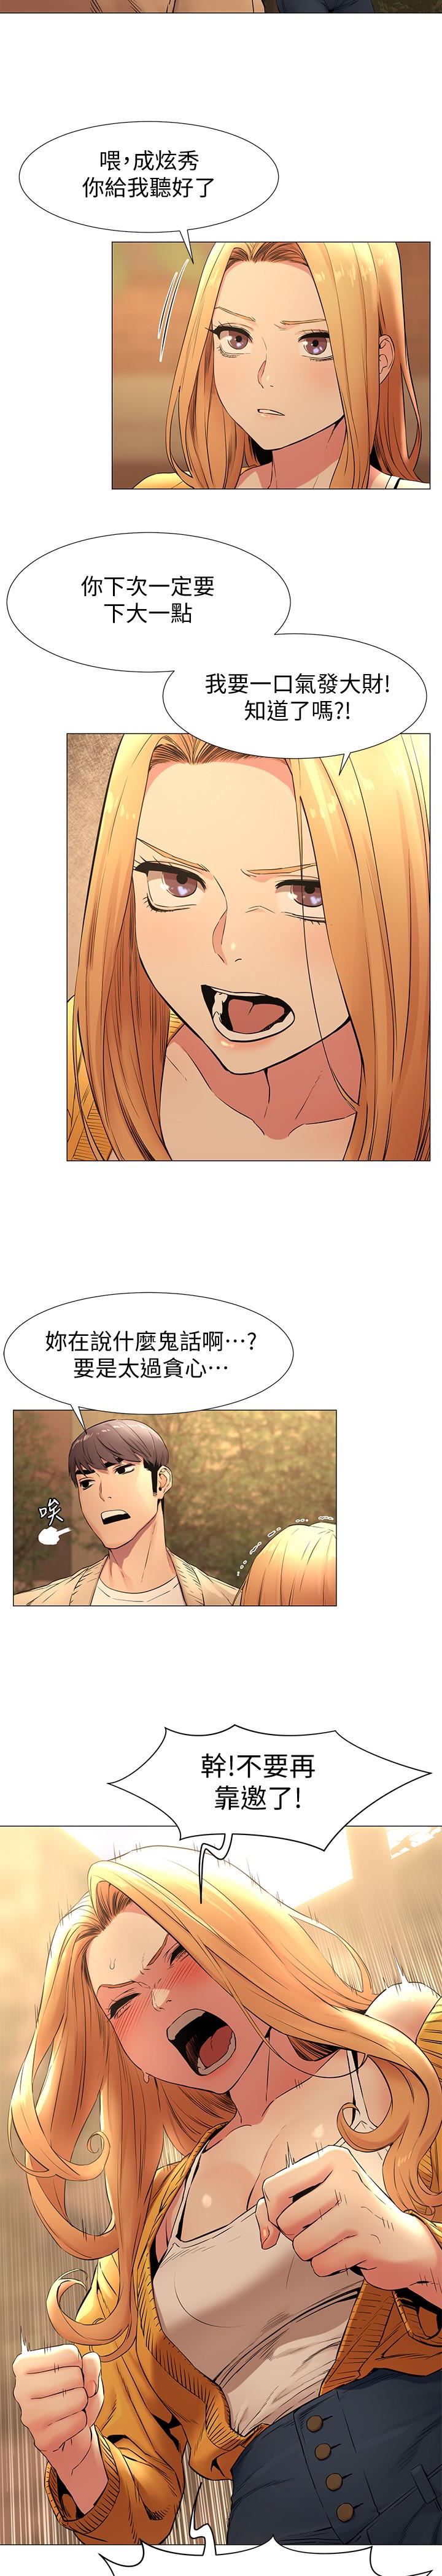 喂，成炫秀
你給我聽好了
你下次一定要
下大一點
我要一口氣發大財!
知道了嗎?!
妳在說什麼鬼話啊…?
要是太過貪心…
唉
幹!不要再
靠邀了!